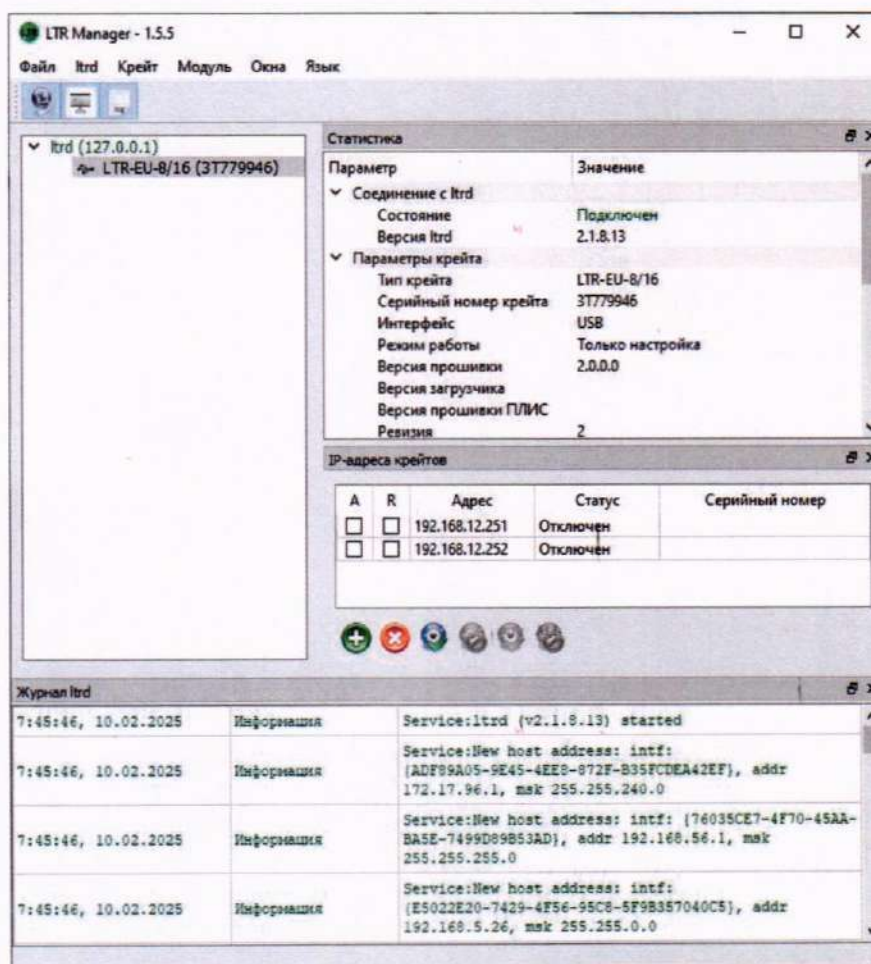 LTR Manager - 1.5.5
Файл ltrd Крейт Модуль Окна Язык
ltrd (127.0.0.1)
LTR-EU-8/16 (3T779946)
Статистика
Параметр Значение
Соединение с ltrd
Состояние Подключен
Версия ltrd 2.1.8.13
Параметры крейта
Тип крейта LTR-EU-8/16
Серийный номер крейта 3T779946
Интерфейс USB
Режим работы Только настройка
Версия прошивки 2.0.0.0
Версия загрузчика
Версия прошивки ПЛИС
Ревизия 2
IP-адреса крейтов
A R Адрес Статус Серийный номер
192.168.12.251 Отключен
192.168.12.252 Отключен
Журнал ltrd
7:45:46, 10.02.2025 Информация Service:ltrd (v2.1.8.13) started
Service:New host address: intf:
7:45:46, 10.02.2025 Информация {ADF89A05-9E45-4EE8-872F-B35FCDEA42EF}, addr
172.17.96.1, msk 255.255.240.0
Service:New host address: intf: {76035CE7-4F70-45AA-
7:45:46, 10.02.2025 Информация BA5E-7499D89B53AD}, addr 192.168.56.1, msk
255.255.255.0
Service:New host address: intf:
7:45:46, 10.02.2025 Информация {E5022E20-7429-4F56-95C8-5F9B357040C5}, addr
192.168.5.26, msk 255.255.0.0